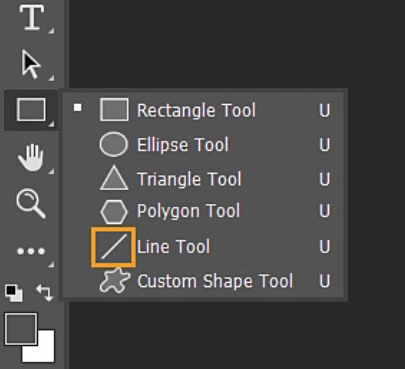 T
Rectangle Tool U
Ellipse Tool U
Triangle Tool U
Polygon Tool U
Line Tool U
Custom Shape Tool U